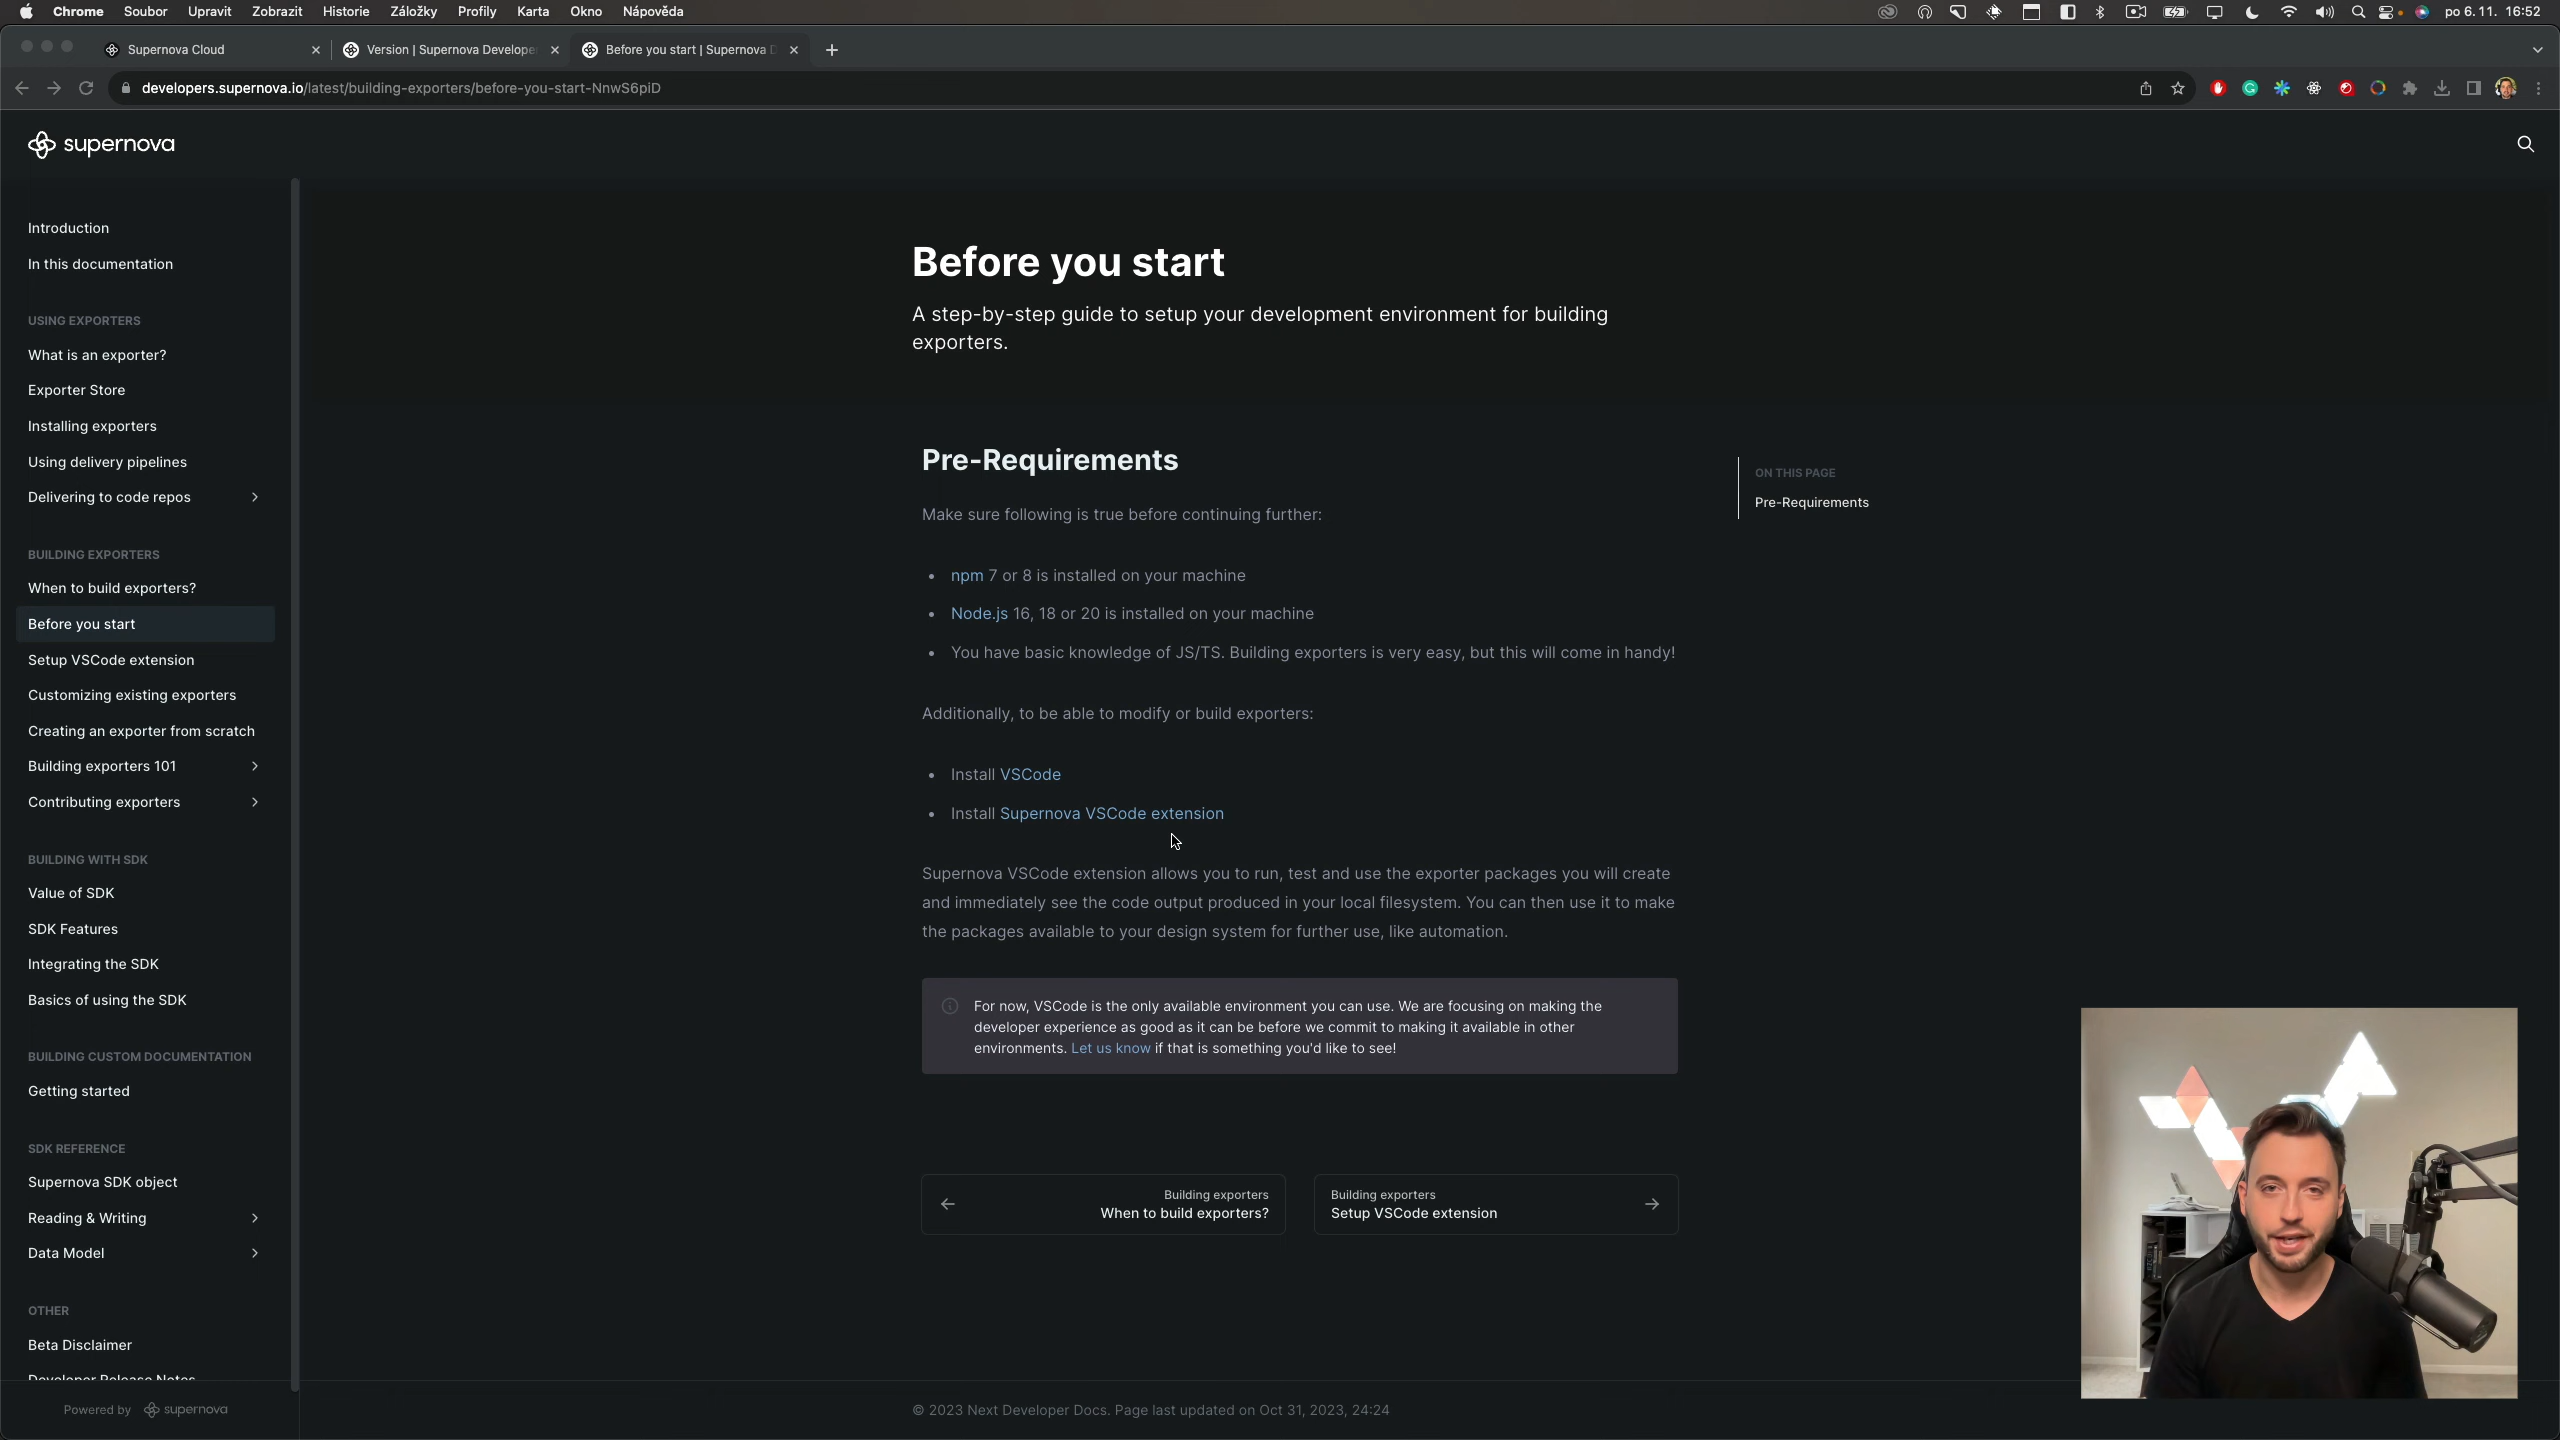 Chrome Soubor Upravit Zobrazit Historie Záložky Profily Karta Okno Nápověda po 6. 11. 16:52
Supernova Cloud
Version | Supernova Develope
Before you start | Supernova D
developers.supernova.io/latest/building-exporters/before-you-start-NnwS6piD
supernova
Introduction
In this documentation
USING EXPORTERS
What is an exporter?
Exporter Store
Installing exporters
Using delivery pipelines
Delivering to code repos
BUILDING EXPORTERS
When to build exporters?
Before you start
Setup VSCode extension
Customizing existing exporters
Creating an exporter from scratch
Building exporters 101
Contributing exporters
BUILDING WITH SDK
Value of SDK
SDK Features
Integrating the SDK
Basics of using the SDK
BUILDING CUSTOM DOCUMENTATION
Getting started
SDK REFERENCE
Supernova SDK object
Reading & Writing
Data Model
OTHER
Beta Disclaimer
Developer Release Notes
Powered by supernova
Before you start
A step-by-step guide to setup your development environment for building
exporters.
Pre-Requirements
Make sure following is true before continuing further:
• npm 7 or 8 is installed on your machine
• Node.js 16, 18 or 20 is installed on your machine
• You have basic knowledge of JS/TS. Building exporters is very easy, but this will come in handy!
Additionally, to be able to modify or build exporters:
• Install VSCode
• Install Supernova VSCode extension
Supernova VSCode extension allows you to run, test and use the exporter packages you will create
and immediately see the code output produced in your local filesystem. You can then use it to make
the packages available to your design system for further use, like automation.
For now, VSCode is the only available environment you can use. We are focusing on making the
developer experience as good as it can be before we commit to making it available in other
environments. Let us know if that is something you'd like to see!
Building exporters
When to build exporters?
Building exporters
Setup VSCode extension
ON THIS PAGE
Pre-Requirements
© 2023 Next Developer Docs. Page last updated on Oct 31, 2023, 24:24